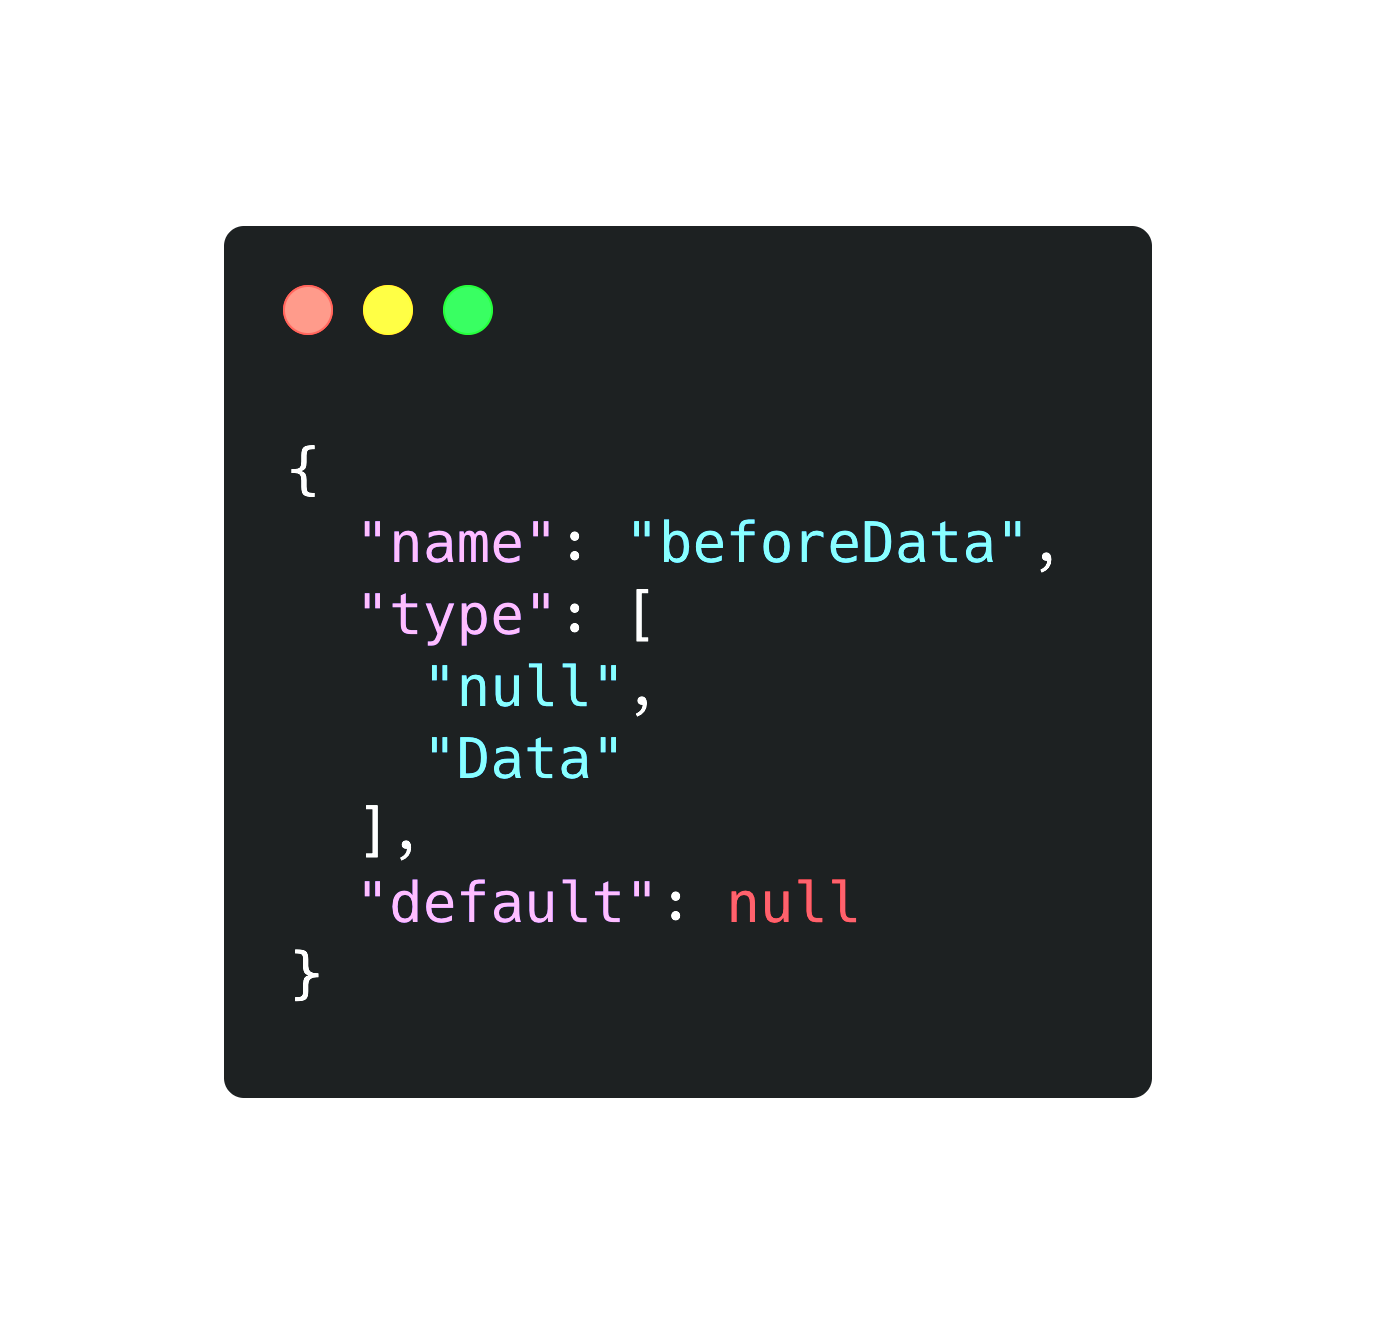 {
  "name": "beforeData",
  "type": [
    "null",
    "Data"
  ],
  "default": null
}